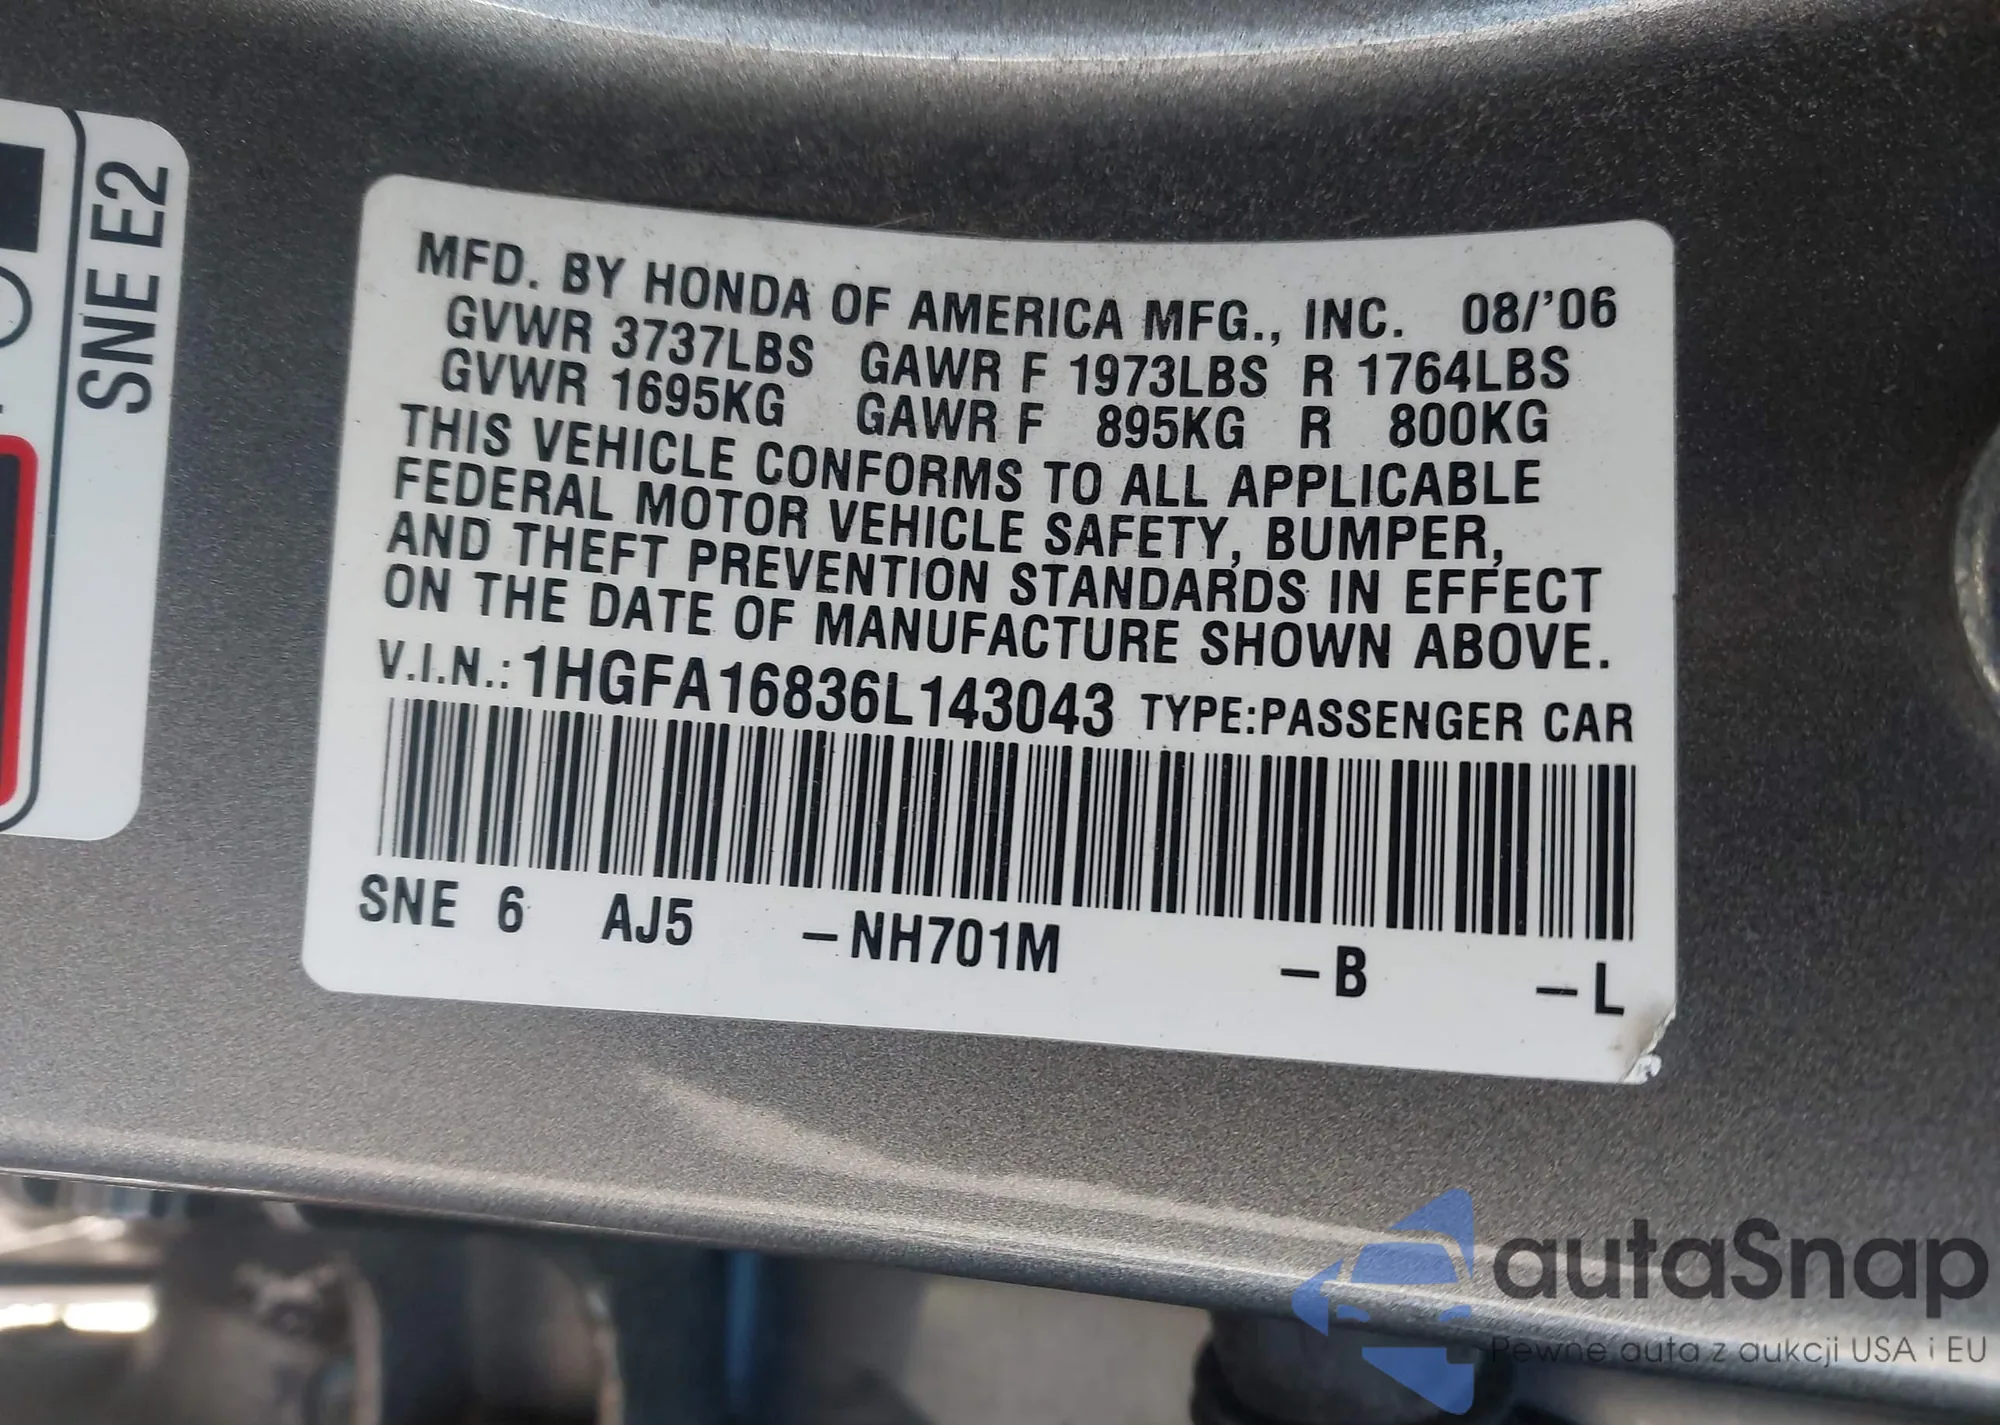 SNE E2
MFD. BY HONDA OF AMERICA MFG., INC. 08/'06
GVWR 3737LBS GAWR F 1973LBS R 1764LBS
GVWR 1695KG GAWR F 895KG R 800KG
THIS VEHICLE CONFORMS TO ALL APPLICABLE
FEDERAL MOTOR VEHICLE SAFETY, BUMPER,
AND THEFT PREVENTION STANDARDS IN EFFECT
ON THE DATE OF MANUFACTURE SHOWN ABOVE.
V.I.N.: 1HGFA16836L143043 TYPE:PASSENGER CAR
SNE 6 AJ5 –NH701M –B –L
autaSnap
Pewne auta z aukcji USA i EU